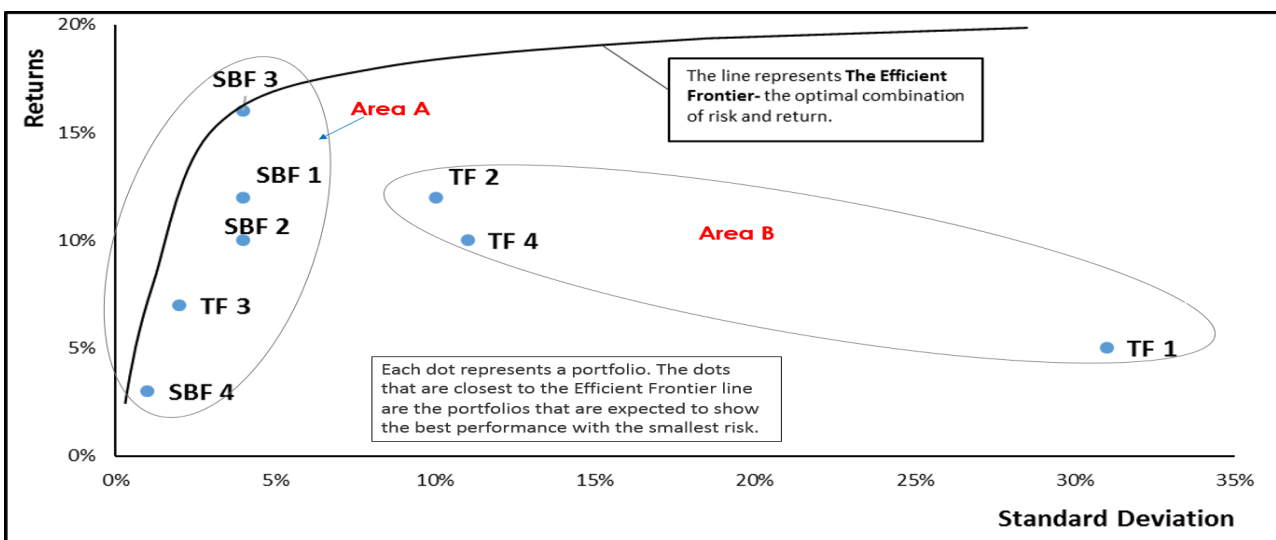 20%
Returns
SBF 3
The line represents The Efficient
Frontier- the optimal combination
of risk and return.
Area A
15%
SBF 1
TF 2
SBF 2
TF 4
Area B
10%
TF 3
5%
TF 1
Each dot represents a portfolio. The dots
that are closest to the Efficient Frontier line
are the portfolios that are expected to show
the best performance with the smallest risk.
SBF 4
0%
0% 5% 10% 15% 20% 25% 30% 35%
Standard Deviation